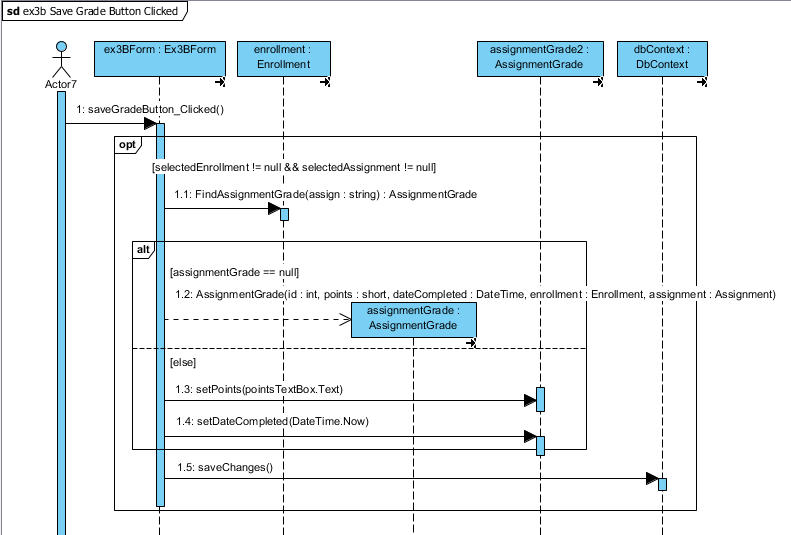 sd ex3b Save Grade Button Clicked
Actor7
ex3BForm : Ex3BForm
enrollment :
Enrollment
assignmentGrade2 :
AssignmentGrade
dbContext :
DbContext
1: saveGradeButton_Clicked()
opt
[selectedEnrollment != null && selectedAssignment != null]
1.1: FindAssignmentGrade(assign : string) : AssignmentGrade
alt
[assignmentGrade == null]
1.2: AssignmentGrade(id : int, points : short, dateCompleted : DateTime, enrollment : Enrollment, assignment : Assignment)
assignmentGrade :
AssignmentGrade
[else]
1.3: setPoints(pointsTextBox.Text)
1.4: setDateCompleted(DateTime.Now)
1.5: saveChanges()